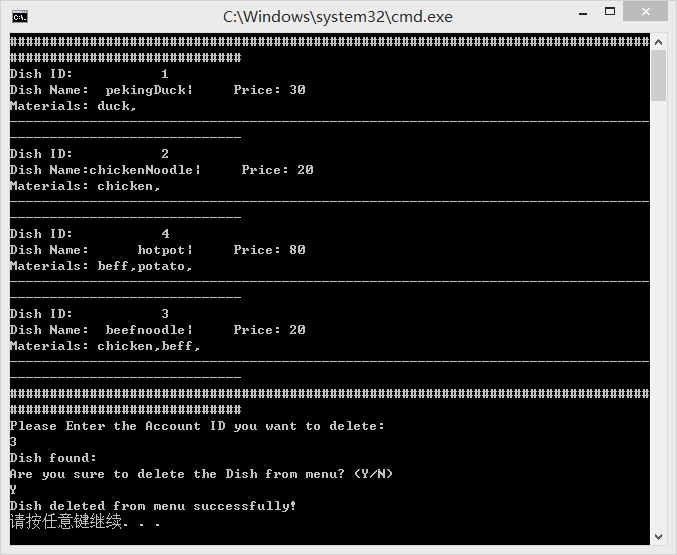 C:\Windows\system32\cmd.exe
################################################################################
#############################
Dish ID:           1
Dish Name:  pekingDuck|     Price: 30
Materials: duck,
--------------------------------------------------------------------------------
-----------------------------
Dish ID:           2
Dish Name:chickenNoodle|     Price: 20
Materials: chicken,
--------------------------------------------------------------------------------
-----------------------------
Dish ID:           4
Dish Name:      hotpot|     Price: 80
Materials: beff,potato,
--------------------------------------------------------------------------------
-----------------------------
Dish ID:           3
Dish Name:  beefnoodle|     Price: 20
Materials: chicken,beff,
--------------------------------------------------------------------------------
-----------------------------
################################################################################
#############################
Please Enter the Account ID you want to delete:
3
Dish found:
Are you sure to delete the Dish from menu? (Y/N)
Y
Dish deleted from menu successfully!
请按任意键继续. . .